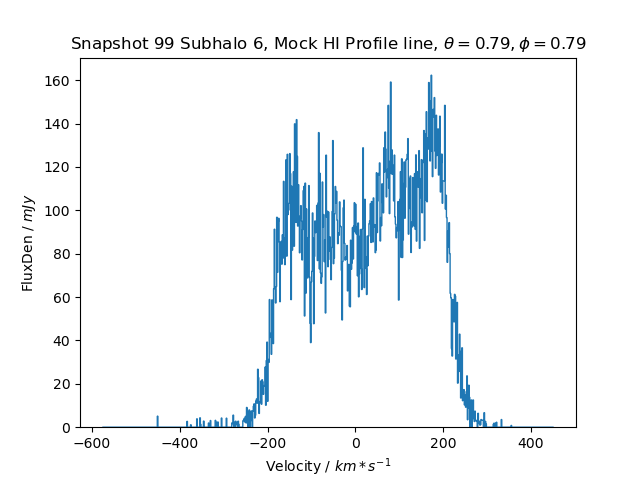 Snapshot 99 Subhalo 6, Mock HI Profile line, θ = 0.79, ϕ = 0.79
FluxDen / mJy
160
140
120
100
80
60
40
20
0
−600 −400 −200 0 200 400
Velocity / km * s⁻¹